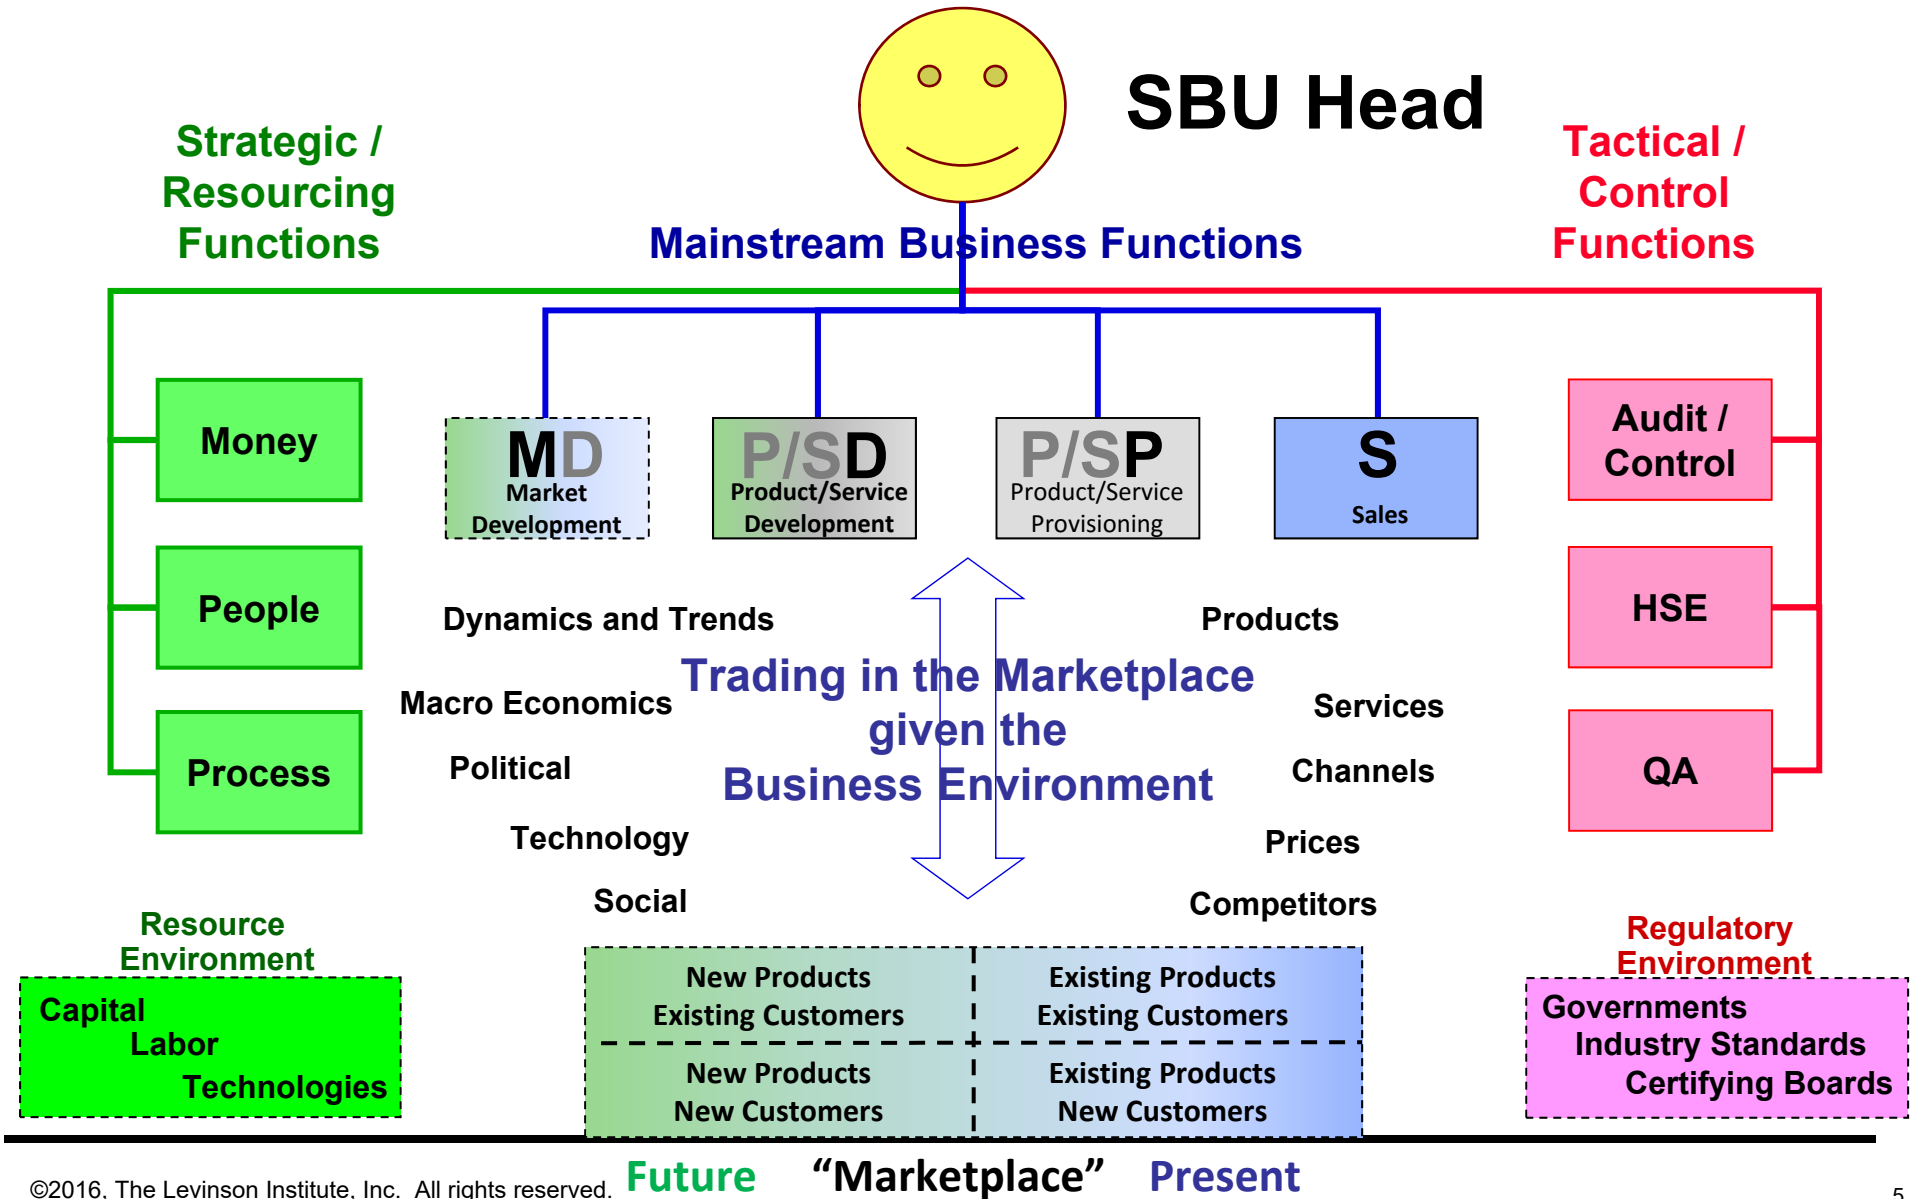 SBU Head
Strategic /
Resourcing
Functions
Mainstream Business Functions
Tactical /
Control
Functions
Money
People
Process
MD
Market
Development
P/SD
Product/Service
Development
P/SP
Product/Service
Provisioning
S
Sales
Audit /
Control
HSE
QA
Dynamics and Trends
Macro Economics
Political
Technology
Social
Trading in the Marketplace
given the
Business Environment
Products
Services
Channels
Prices
Competitors
Resource
Environment
Capital
Labor
Technologies
New Products
Existing Customers
Existing Products
Existing Customers
New Products
New Customers
Existing Products
New Customers
Regulatory
Environment
Governments
Industry Standards
Certifying Boards
Future “Marketplace” Present
©2016, The Levinson Institute, Inc. All rights reserved.
5